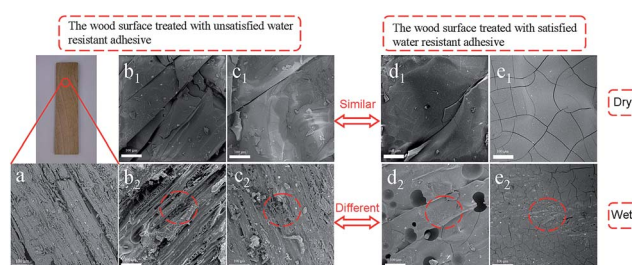 The wood surface treated with unsatisfied water
resistant adhesive
The wood surface treated with satisfied
water resistant adhesive
b1
c1
Similar
d1
e1
Dry
a
b2
c2
Different
d2
e2
Wet